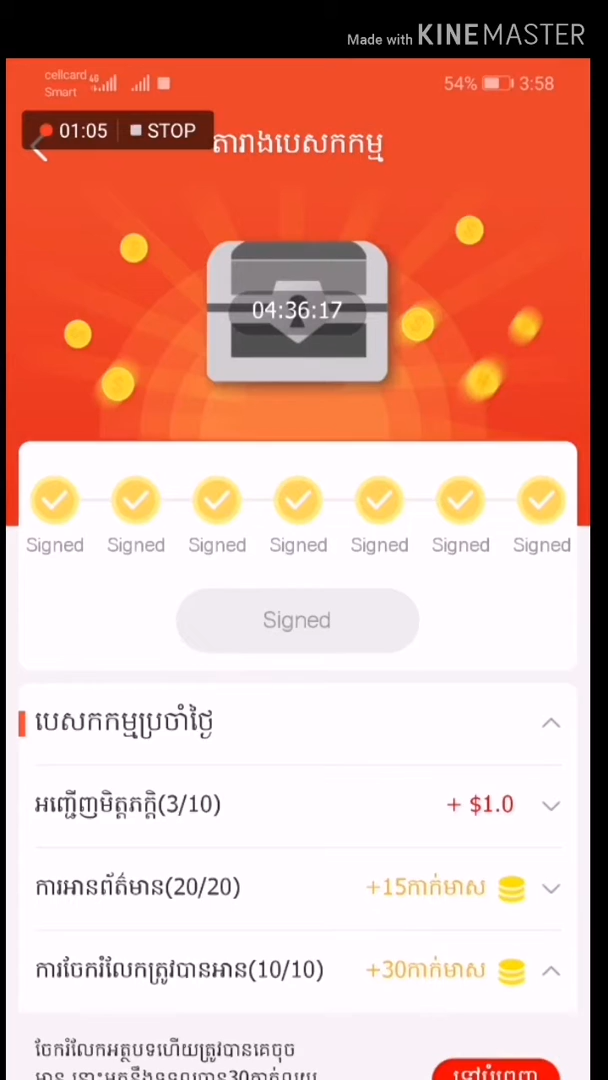 Made with KINEMASTER
cellcard 4G
Smart
54% 3:58
01:05 STOP
តារាងបេសកកម្ម
04:36:17
Signed Signed Signed Signed Signed Signed Signed
Signed
បេសកកម្មប្រចាំថ្ងៃ
អញ្ជើញមិត្តភក្តិ(3/10) + $1.0
ការអានព័ត៌មាន(20/20) +15កាក់មាស
ការចែករំលែកត្រូវបានអាន(10/10) +30កាក់មាស
ចែករំលែកអត្ថបទហើយត្រូវបានគេចុច